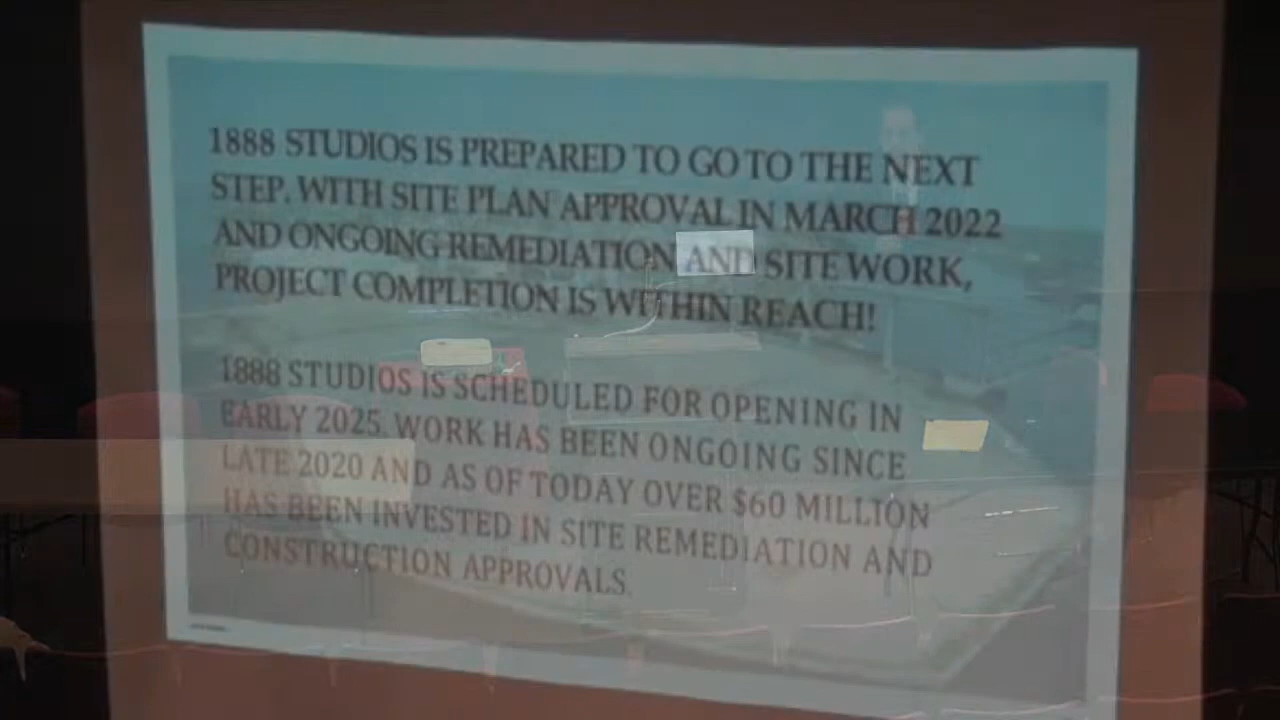 1888 STUDIOS IS PREPARED TO GO TO THE NEXT
STEP. WITH SITE PLAN APPROVAL IN MARCH 2022
AND ONGOING REMEDIATION AND SITE WORK,
PROJECT COMPLETION IS WITHIN REACH!
1888 STUDIOS IS SCHEDULED FOR OPENING IN
EARLY 2025. WORK HAS BEEN ONGOING SINCE
LATE 2020 AND AS OF TODAY OVER $60 MILLION
HAS BEEN INVESTED IN SITE REMEDIATION AND
CONSTRUCTION APPROVALS.